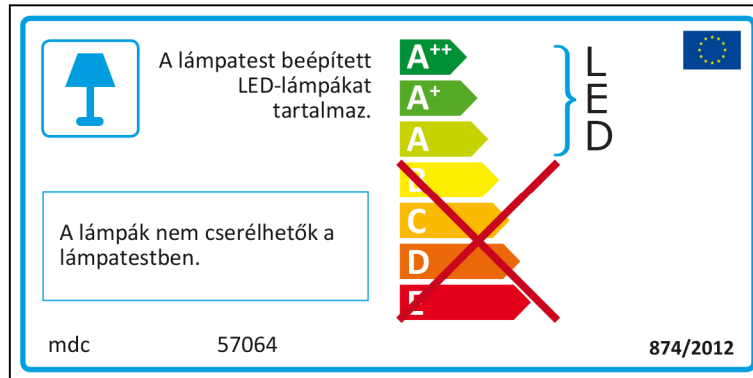 A lámpatest beépített
LED-lámpákat
tartalmaz.
A++
A+
A
B
C
D
E
L
E
D
A lámpák nem cserélhetők a
lámpatestben.
mdc 57064
874/2012